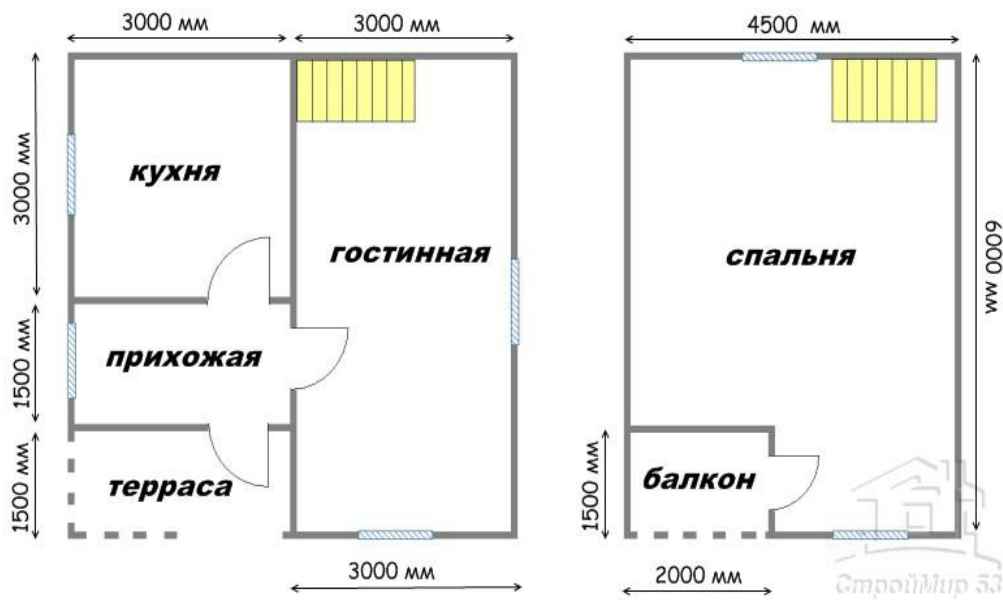 3000 мм
3000 мм
4500 мм
3000 мм
кухня
гостинная
спальня
6000 мм
1500 мм
прихожая
1500 мм
терраса
1500 мм
балкон
3000 мм
2000 мм
СтройМир 53